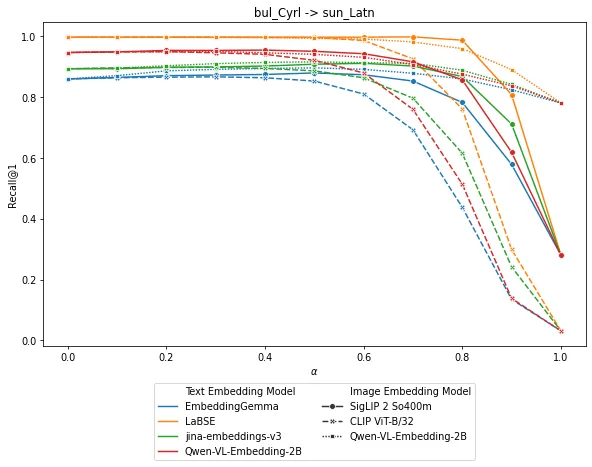 bul_Cyrl -> sun_Latn
Recall@1
1.0
0.8
0.6
0.4
0.2
0.0
0.0 0.2 0.4 0.6 0.8 1.0
α
Text Embedding Model Image Embedding Model
EmbeddingGemma SigLIP 2 So400m
LaBSE CLIP ViT-B/32
jina-embeddings-v3 Qwen-VL-Embedding-2B
Qwen-VL-Embedding-2B